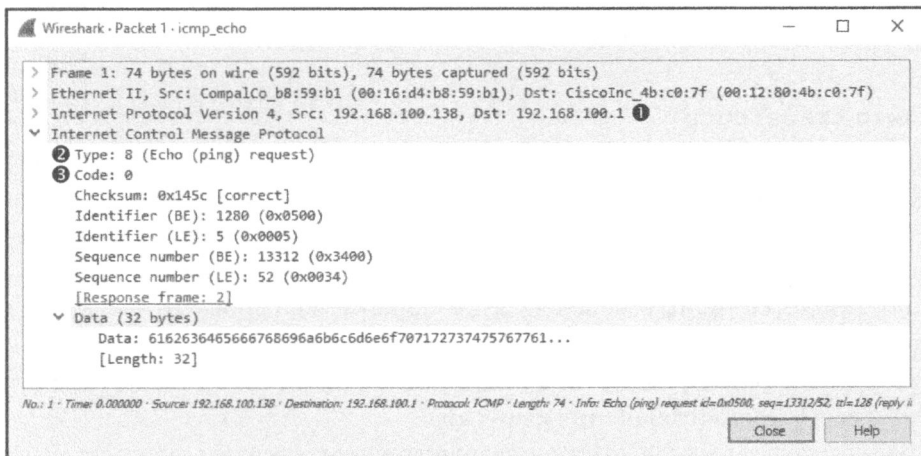 Wireshark · Packet 1 · icmp_echo
> Frame 1: 74 bytes on wire (592 bits), 74 bytes captured (592 bits)
> Ethernet II, Src: CompalCo_b8:59:b1 (00:16:d4:b8:59:b1), Dst: CiscoInc_4b:c0:7f (00:12:80:4b:c0:7f)
> Internet Protocol Version 4, Src: 192.168.100.138, Dst: 192.168.100.1 ❶
Internet Control Message Protocol
❷ Type: 8 (Echo (ping) request)
❸ Code: 0
Checksum: 0x145c [correct]
Identifier (BE): 1280 (0x0500)
Identifier (LE): 5 (0x0005)
Sequence number (BE): 13312 (0x3400)
Sequence number (LE): 52 (0x0034)
[Response frame: 2]
Data (32 bytes)
Data: 6162636465666768696a6b6c6d6e6f707172737475767761...
[Length: 32]
No.: 1 · Time: 0.000000 · Source: 192.168.100.138 · Destination: 192.168.100.1 · Protocol: ICMP · Length: 74 · Info: Echo (ping) request id=0x0500, seq=13312/52, ttl=128 (reply
Close
Help